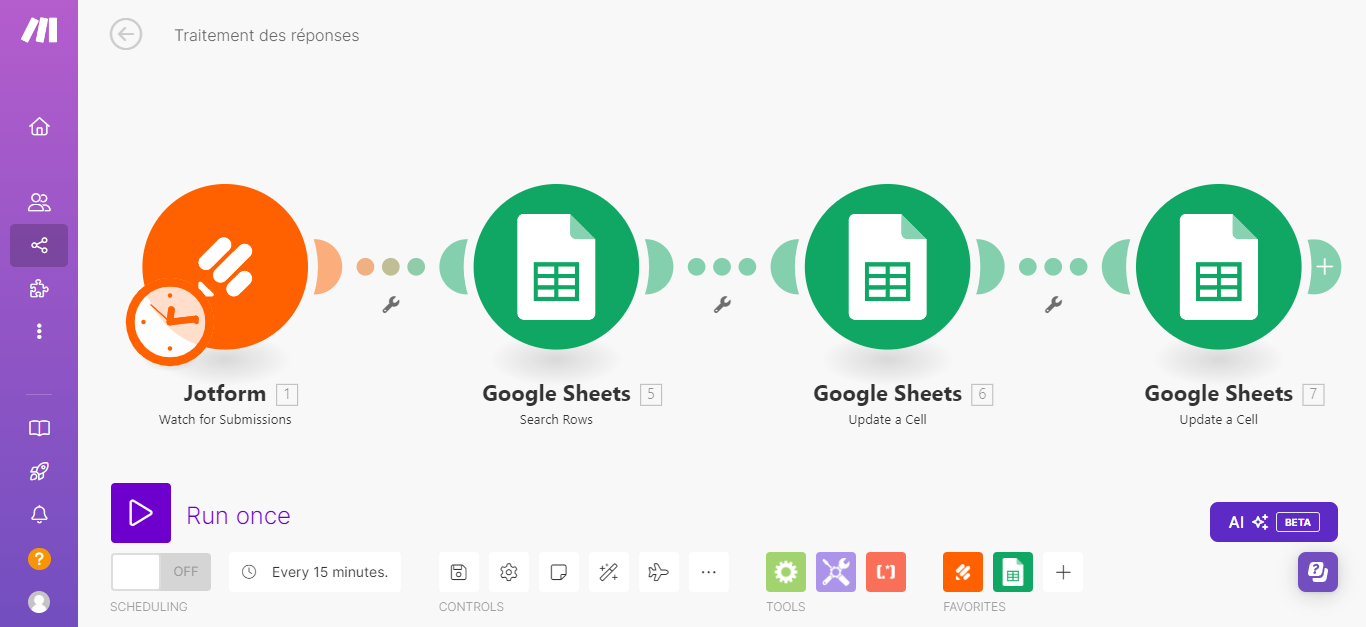 Traitement des réponses
Jotform 1
Watch for Submissions
Google Sheets 5
Search Rows
Google Sheets 6
Update a Cell
Google Sheets 7
Update a Cell
Run once
AI BETA
OFF
Every 15 minutes.
SCHEDULING
CONTROLS
TOOLS
FAVORITES